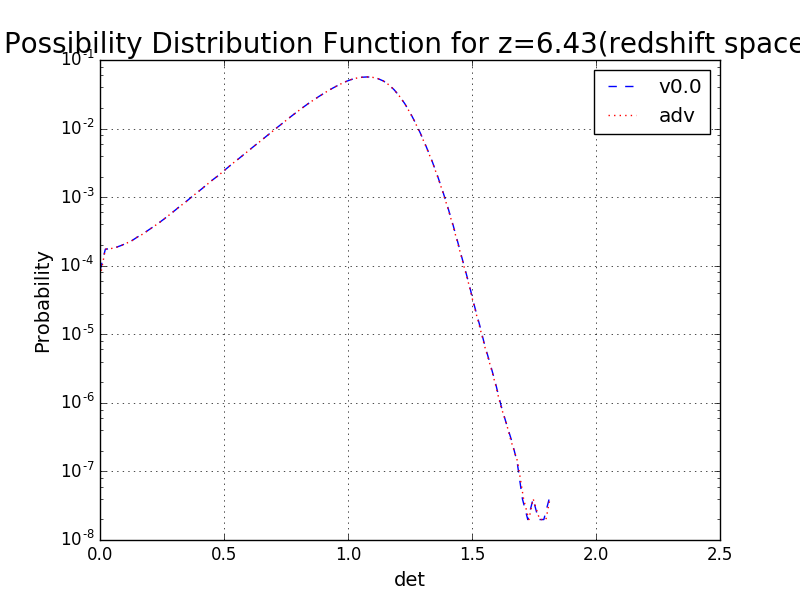 Possibility Distribution Function for z=6.43(redshift space
v0.0
adv
10^-1
10^-2
10^-3
10^-4
10^-5
10^-6
10^-7
10^-8
Probability
0.0 0.5 1.0 1.5 2.0 2.5
det